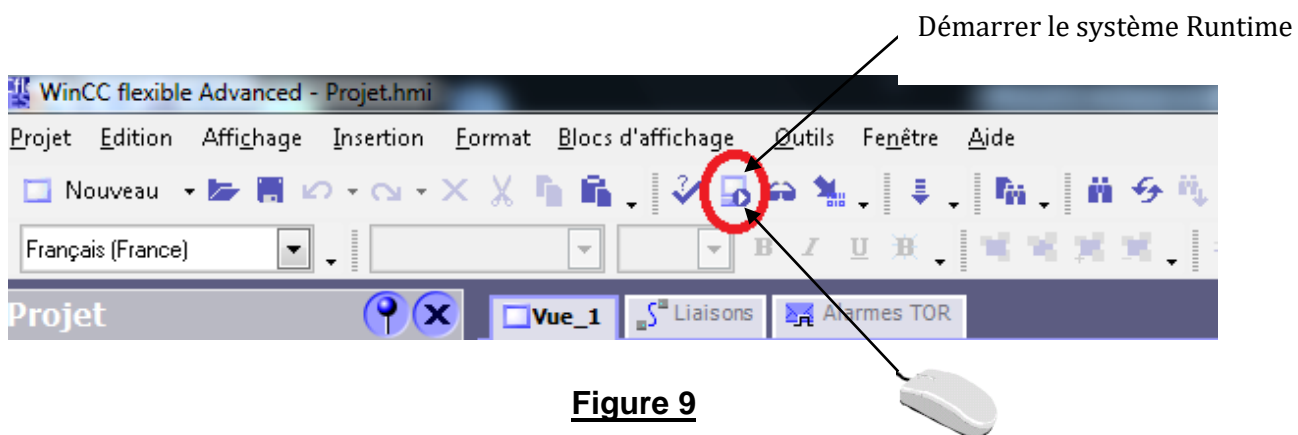 Démarrer le système Runtime
WinCC flexible Advanced - Projet.hmi
Projet Edition Affichage Insertion Format Blocs d'affichage Outils Fenêtre Aide
Nouveau
Français (France) B I U B
Projet Vue_1 Liaisons Alarmes TOR
Figure 9